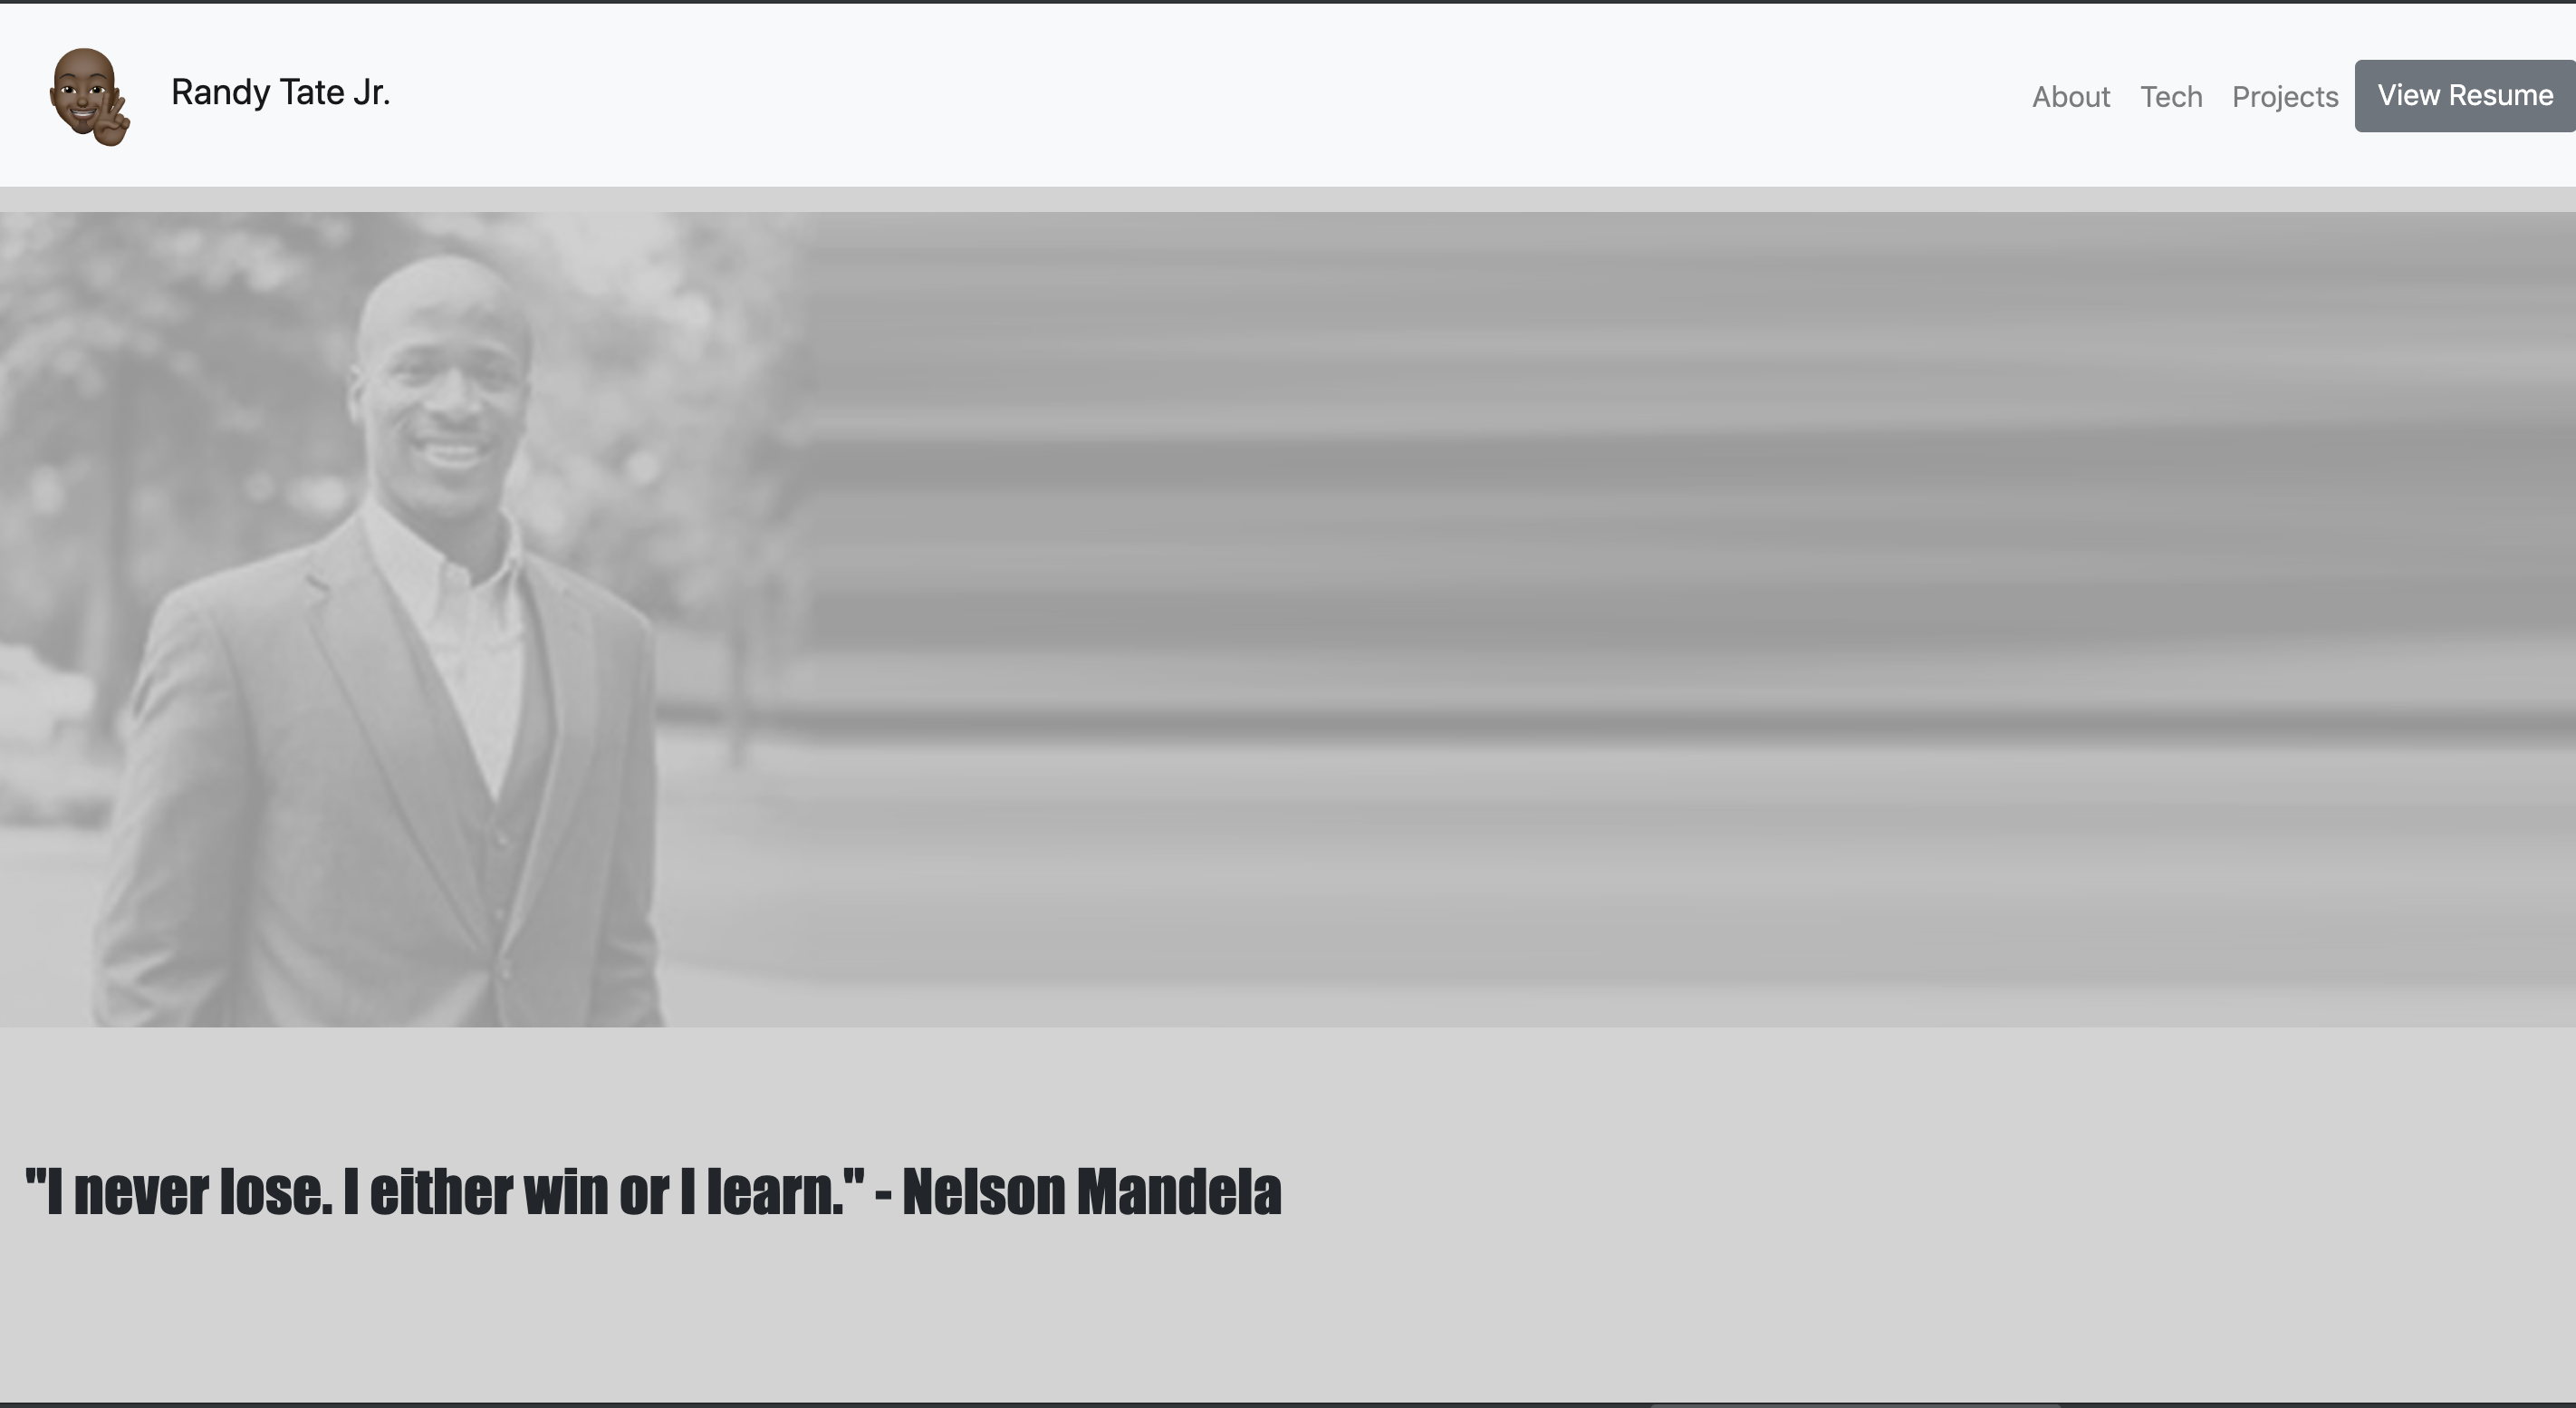 Randy Tate Jr.
About Tech Projects View Resume
"I never lose. I either win or I learn." - Nelson Mandela